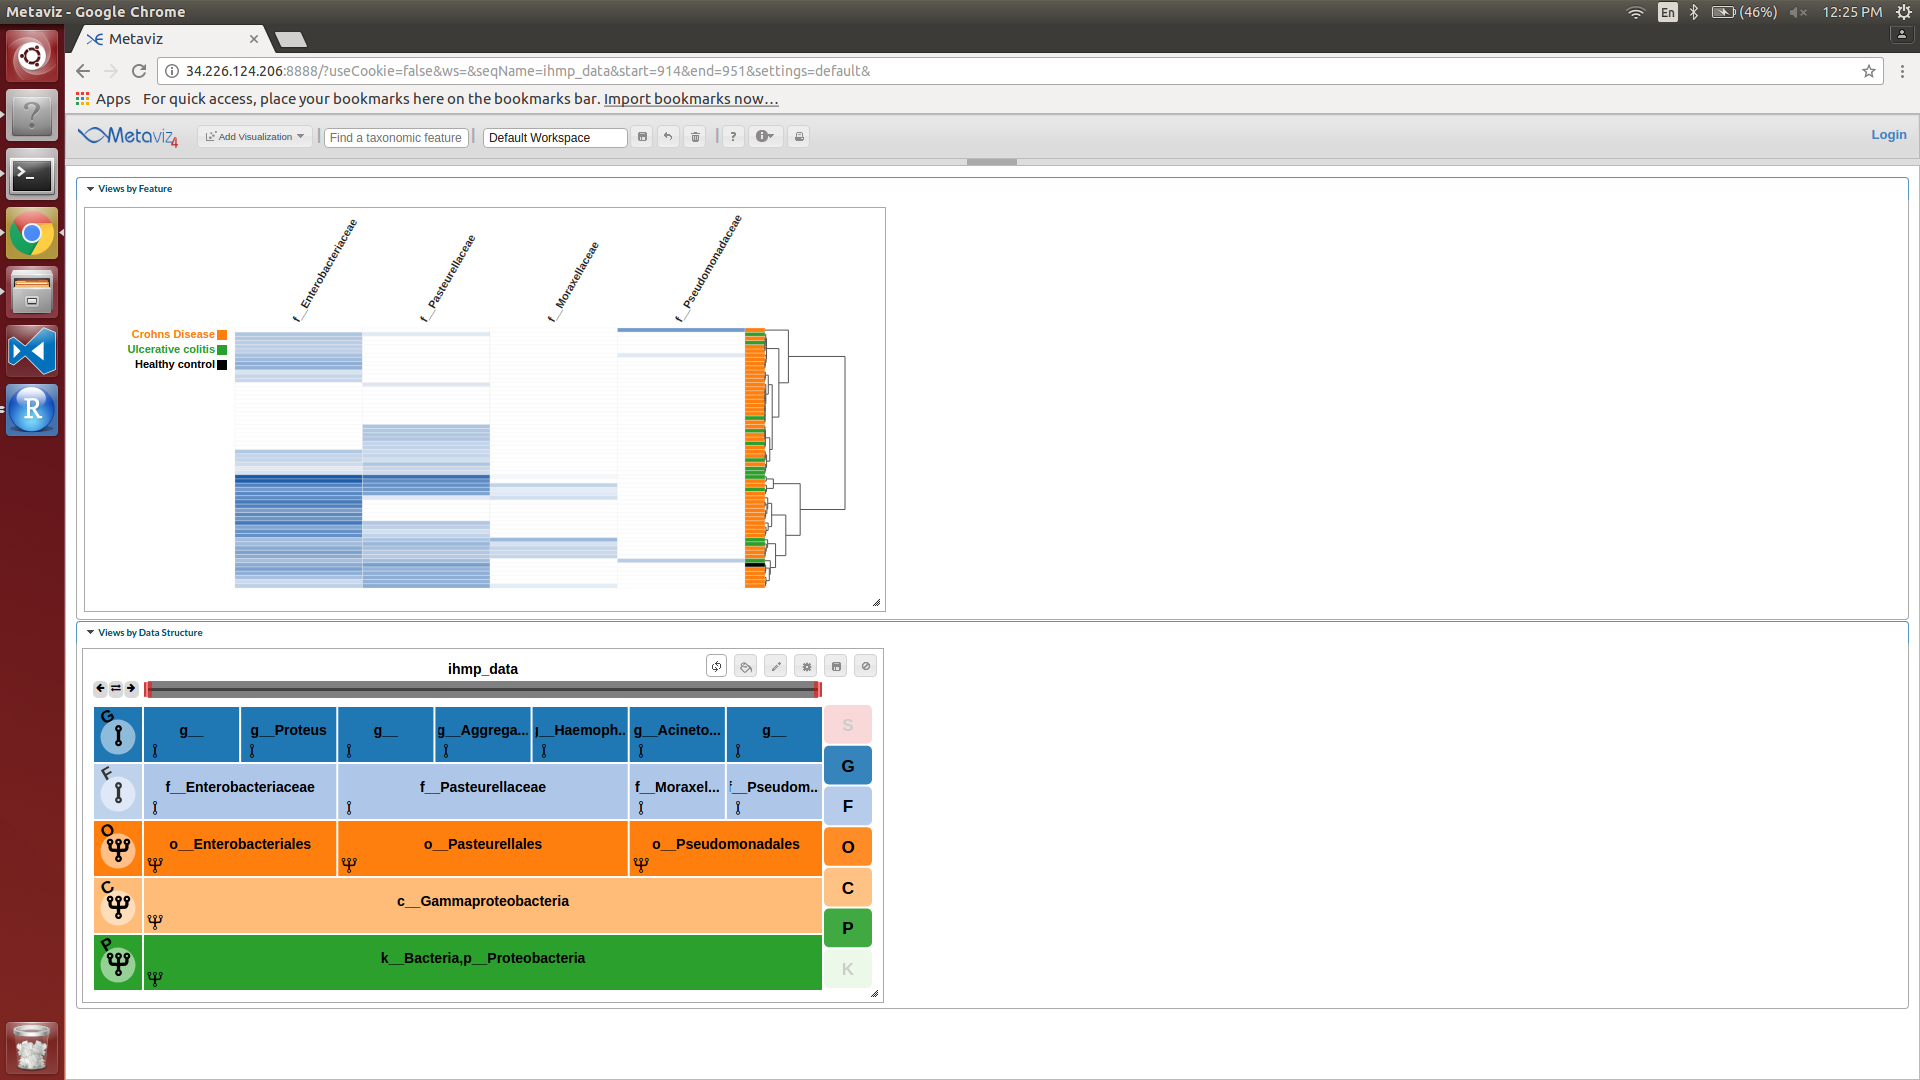 Metaviz - Google Chrome
En (46%) 12:25 PM
Metaviz
34.226.124.206:8888/?useCookie=false&ws=&seqName=ihmp_data&start=914&end=951&settings=default&
Apps For quick access, place your bookmarks here on the bookmarks bar. Import bookmarks now...
Metaviz 4 Add Visualization Find a taxonomic feature Default Workspace ? Login
Views by Feature
f__Enterobacteriaceae f__Pasteurellaceae f__Moraxellaceae f__Pseudomonadaceae
Crohns Disease
Ulcerative colitis
Healthy control
R
Views by Data Structure
ihmp_data
G g__ g__Proteus g__ g__Aggrega... g__Haemoph.. g__Acineto... g__ S
G
F f__Enterobacteriaceae f__Pasteurellaceae f__Moraxel... f__Pseudom.. F
O o__Enterobacteriales o__Pasteurellales o__Pseudomonadales O
C c__Gammaproteobacteria C
P k__Bacteria,p__Proteobacteria P
K